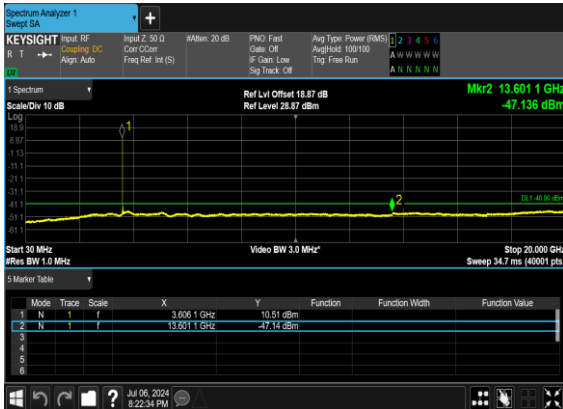 Spectrum Analyzer 1
Swept SA
KEYSIGHT
R T
Input: RF
Coupling: DC
Align: Auto
Input Z: 50 Ω
Corr CCorr
Freq Ref: Int (S)
#Atten: 20 dB
PNO: Fast
Gate: Off
IF Gain: Low
Sig Track: Off
Avg Type: Power (RMS)
Avg|Hold: 100/100
Trig: Free Run
1 2 3 4 5 6
A W W W W W
A N N N N N
1 Spectrum
Scale/Div 10 dB
Ref Lvl Offset 18.87 dB
Ref Level 28.87 dBm
Mkr2 13.601 1 GHz
-47.136 dBm
Log
18.9
8.87
-1.13
-11.1
-21.1
-31.1
-41.1
-51.1
-61.1
1
2
DL1 -40.00 dBm
Start 30 MHz
#Res BW 1.0 MHz
Video BW 3.0 MHz*
Stop 20.000 GHz
Sweep 34.7 ms (40001 pts)
5 Marker Table
Mode Trace Scale X Y Function Function Width Function Value
1 N 1 f 3.606 1 GHz 10.51 dBm
2 N 1 f 13.601 1 GHz -47.14 dBm
3
4
5
6
?
Jul 06, 2024
8:22:34 PM